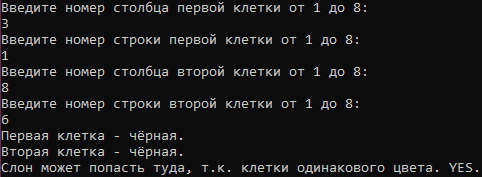 Введите номер столбца первой клетки от 1 до 8:
3
Введите номер строки первой клетки от 1 до 8:
1
Введите номер столбца второй клетки от 1 до 8:
8
Введите номер строки второй клетки от 1 до 8:
6
Первая клетка - чёрная.
Вторая клетка - чёрная.
Слон может попасть туда, т.к. клетки одинакового цвета. YES.